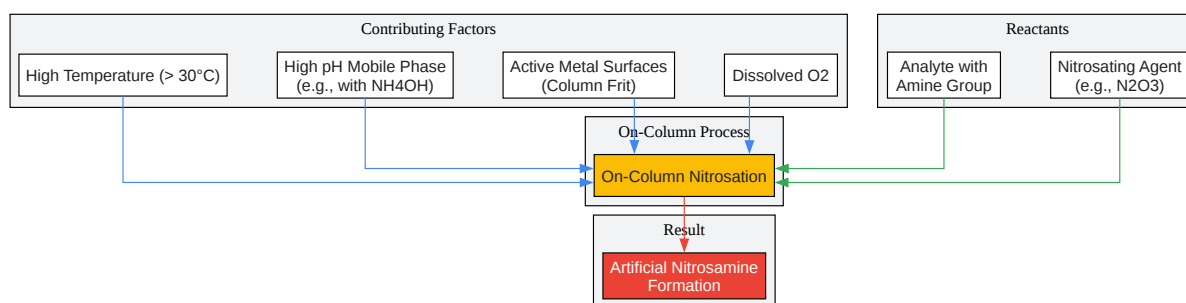 Contributing Factors
High Temperature (> 30°C)
High pH Mobile Phase
(e.g., with NH4OH)
Active Metal Surfaces
(Column Frit)
Dissolved O2
Reactants
Analyte with
Amine Group
Nitrosating Agent
(e.g., N2O3)
On-Column Process
On-Column Nitrosation
Result
Artificial Nitrosamine
Formation